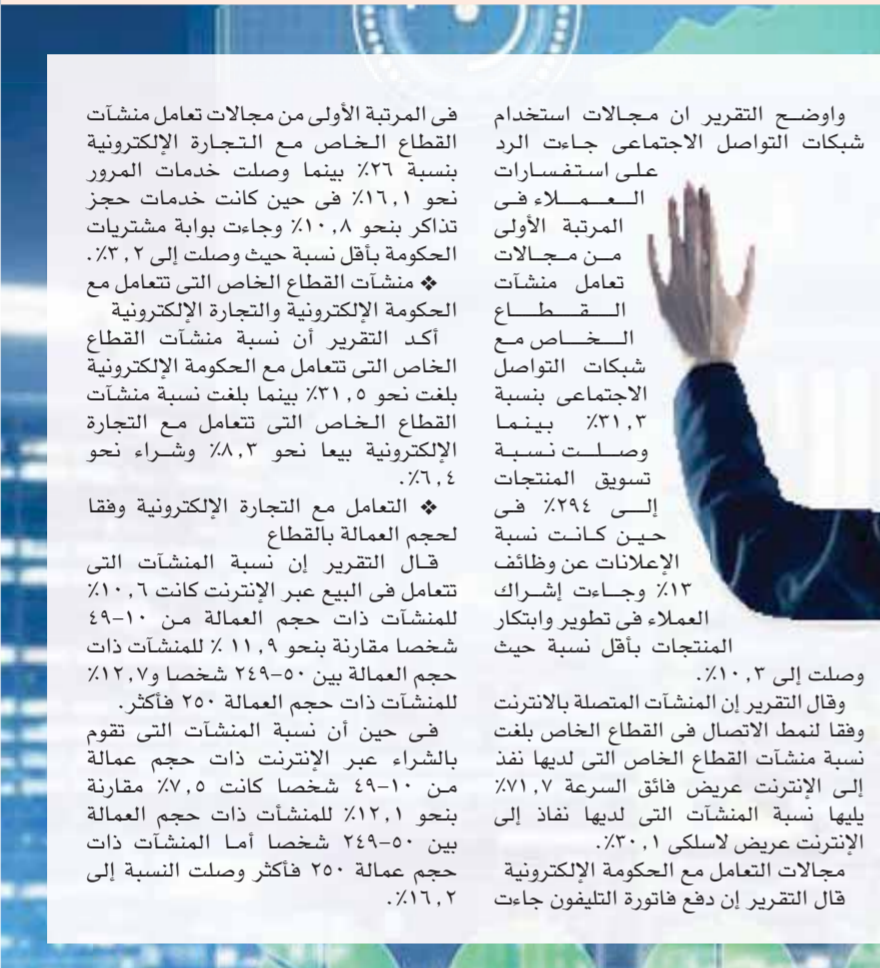 واوضح التقرير ان مجالات استخدام
شبكات التواصل الاجتماعى جاءت الرد
على استفسارات
العملاء فى
المرتبة الأولى
من مجالات
تعامل منشآت
القطاع
الخاص مع
شبكات التواصل
الاجتماعى بنسبة
٣١,٣٪ بينما
وصلت نسبة
تسويق المنتجات
إلى ٢٩٤٪ فى
حين كانت نسبة
الإعلانات عن وظائف
١٣٪ وجاءت إشراك
العملاء فى تطوير وابتكار
المنتجات بأقل نسبة حيث
وصلت إلى ١٠,٣٪.
وقال التقرير إن المنشآت المتصلة بالانترنت
وفقا لنمط الاتصال فى القطاع الخاص بلغت
نسبة منشآت القطاع الخاص التى لديها نفذ
إلى الإنترنت عريض فائق السرعة ٧١,٧٪
يليها نسبة المنشآت التى لديها نفاذ إلى
الإنترنت عريض لاسلكى ٣٠,١٪.
مجالات التعامل مع الحكومة الإلكترونية
قال التقرير إن دفع فاتورة التليفون جاءت
فى المرتبة الأولى من مجالات تعامل منشآت
القطاع الخاص مع التجارة الإلكترونية
بنسبة ٢٦٪ بينما وصلت خدمات المرور
نحو ١٦,١٪ فى حين كانت خدمات حجز
تذاكر بنحو ١٠,٨٪ وجاءت بوابة مشتريات
الحكومة بأقل نسبة حيث وصلت إلى ٣,٢٪.
❖ منشآت القطاع الخاص التى تتعامل مع
الحكومة الإلكترونية والتجارة الإلكترونية
أكد التقرير أن نسبة منشآت القطاع
الخاص التى تتعامل مع الحكومة الإلكترونية
بلغت نحو ٣١,٥٪ بينما بلغت نسبة منشآت
القطاع الخاص التى تتعامل مع التجارة
الإلكترونية بيعا نحو ٨,٣٪ وشراء نحو
٦,٤٪.
❖ التعامل مع التجارة الإلكترونية وفقا
لحجم العمالة بالقطاع
قال التقرير إن نسبة المنشآت التى
تتعامل فى البيع عبر الإنترنت كانت ١٠,٦٪
للمنشآت ذات حجم العمالة من ١٠-٤٩
شخصا مقارنة بنحو ١١,٩ ٪ للمنشآت ذات
حجم العمالة بين ٥٠-٢٤٩ شخصا و١٢,٧٪
للمنشآت ذات حجم العمالة ٢٥٠ فأكثر.
فى حين أن نسبة المنشآت التى تقوم
بالشراء عبر الإنترنت ذات حجم عمالة
من ١٠-٤٩ شخصا كانت ٧,٥٪ مقارنة
بنحو ١٢,١٪ للمنشأت ذات حجم العمالة
بين ٥٠-٢٤٩ شخصا أما المنشآت ذات
حجم عمالة ٢٥٠ فأكثر وصلت النسبة إلى
١٦,٢٪.